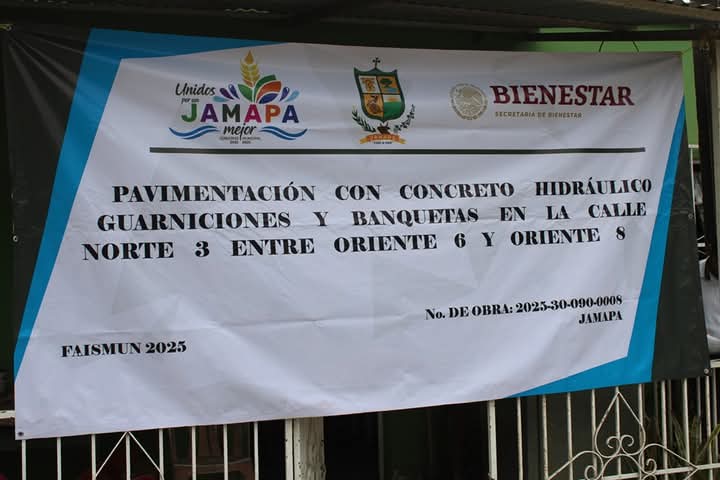 Unidos
por un
JAMAPA
mejor
BIENESTAR
SECRETARÍA DE BIENESTAR
JAMAPA
PAVIMENTACIÓN CON CONCRETO HIDRÁULICO
GUARNICIONES Y BANQUETAS EN LA CALLE
NORTE 3 ENTRE ORIENTE 6 Y ORIENTE 8
No. DE OBRA: 2025-30-090-0008
JAMAPA
FAISMUN 2025